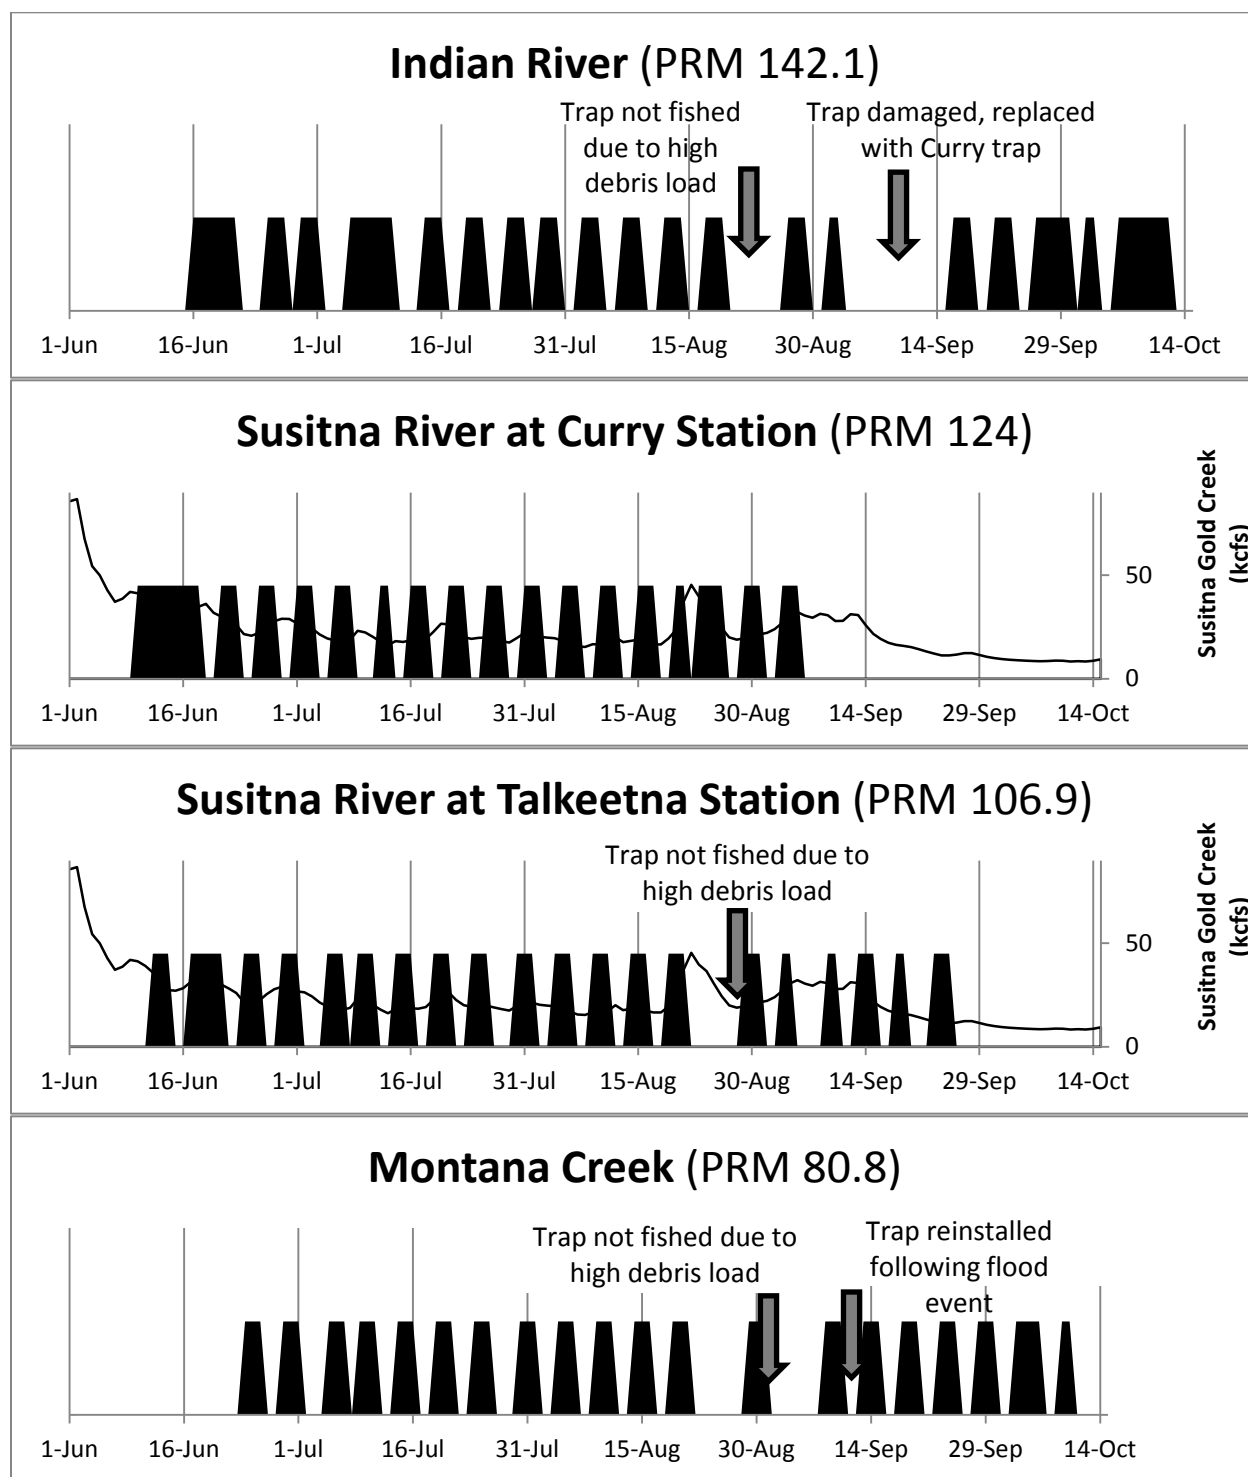 Indian River (PRM 142.1)
Trap not fished
due to high
debris load
Trap damaged, replaced
with Curry trap
1-Jun 16-Jun 1-Jul 16-Jul 31-Jul 15-Aug 30-Aug 14-Sep 29-Sep 14-Oct
Susitna River at Curry Station (PRM 124)
Susitna Gold Creek
(kcfs)
50
0
1-Jun 16-Jun 1-Jul 16-Jul 31-Jul 15-Aug 30-Aug 14-Sep 29-Sep 14-Oct
Susitna River at Talkeetna Station (PRM 106.9)
Trap not fished due to
high debris load
Susitna Gold Creek
(kcfs)
50
0
1-Jun 16-Jun 1-Jul 16-Jul 31-Jul 15-Aug 30-Aug 14-Sep 29-Sep 14-Oct
Montana Creek (PRM 80.8)
Trap not fished due to
high debris load
Trap reinstalled
following flood
event
1-Jun 16-Jun 1-Jul 16-Jul 31-Jul 15-Aug 30-Aug 14-Sep 29-Sep 14-Oct